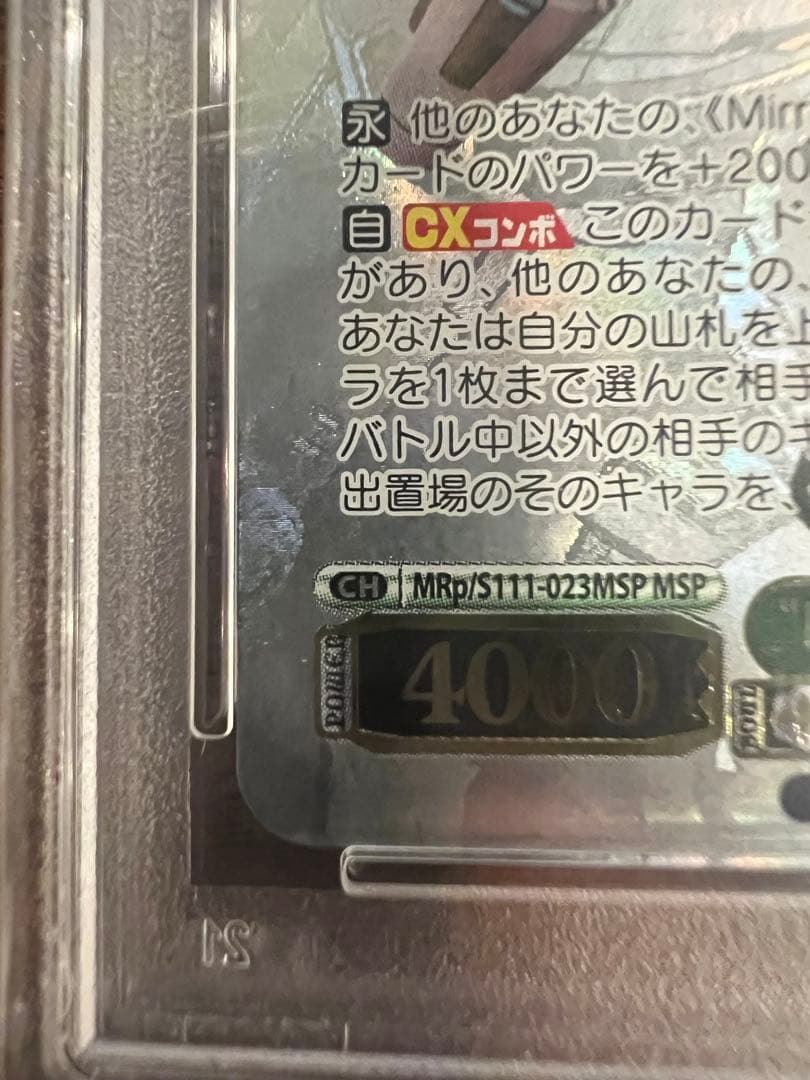 永 他のあなたの、《Mirr
カードのパワーを+200
自 CXコンボ このカード
があり、他のあなたの、
あなたは自分の山札を上
ラを1枚まで選んで相手
バトル中以外の相手のキ
出置場のそのキャラを、
CH MRp/S111-023MSP MSP
POWER 4000
SOUL
21